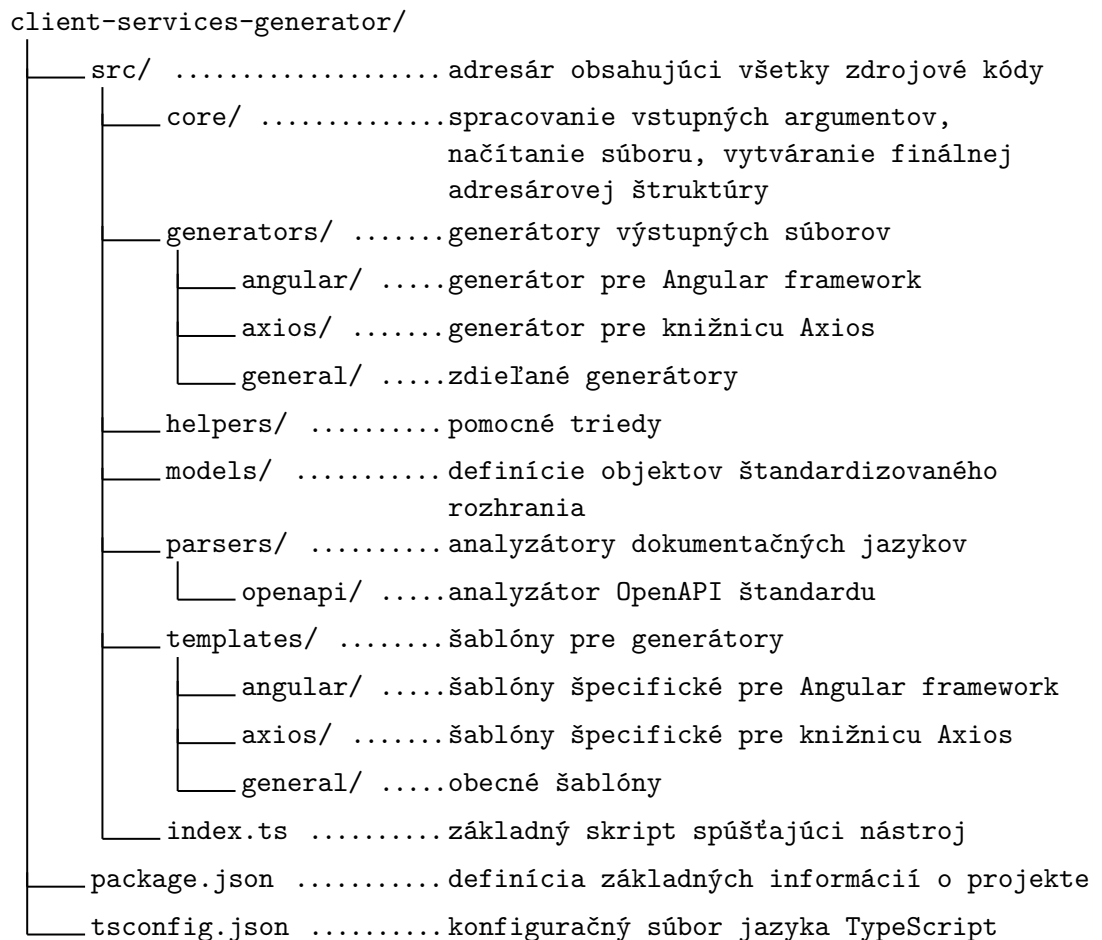 client-services-generator/
src/ ................... adresár obsahujúci všetky zdrojové kódy
core/ .............. spracovanie vstupných argumentov,
načítanie súboru, vytváranie finálnej
adresárovej štruktúry
generators/ ....... generátory výstupných súborov
angular/ ..... generátor pre Angular framework
axios/ ....... generátor pre knižnicu Axios
general/ ..... zdieľané generátory
helpers/ .......... pomocné triedy
models/ ........... definície objektov štandardizovaného
rozhrania
parsers/ .......... analyzátory dokumentačných jazykov
openapi/ ..... analyzátor OpenAPI štandardu
templates/ ........ šablóny pre generátory
angular/ ..... šablóny špecifické pre Angular framework
axios/ ....... šablóny špecifické pre knižnicu Axios
general/ ..... obecné šablóny
index.ts .......... základný skript spúšťajúci nástroj
package.json ........... definícia základných informácií o projekte
tsconfig.json .......... konfiguračný súbor jazyka TypeScript